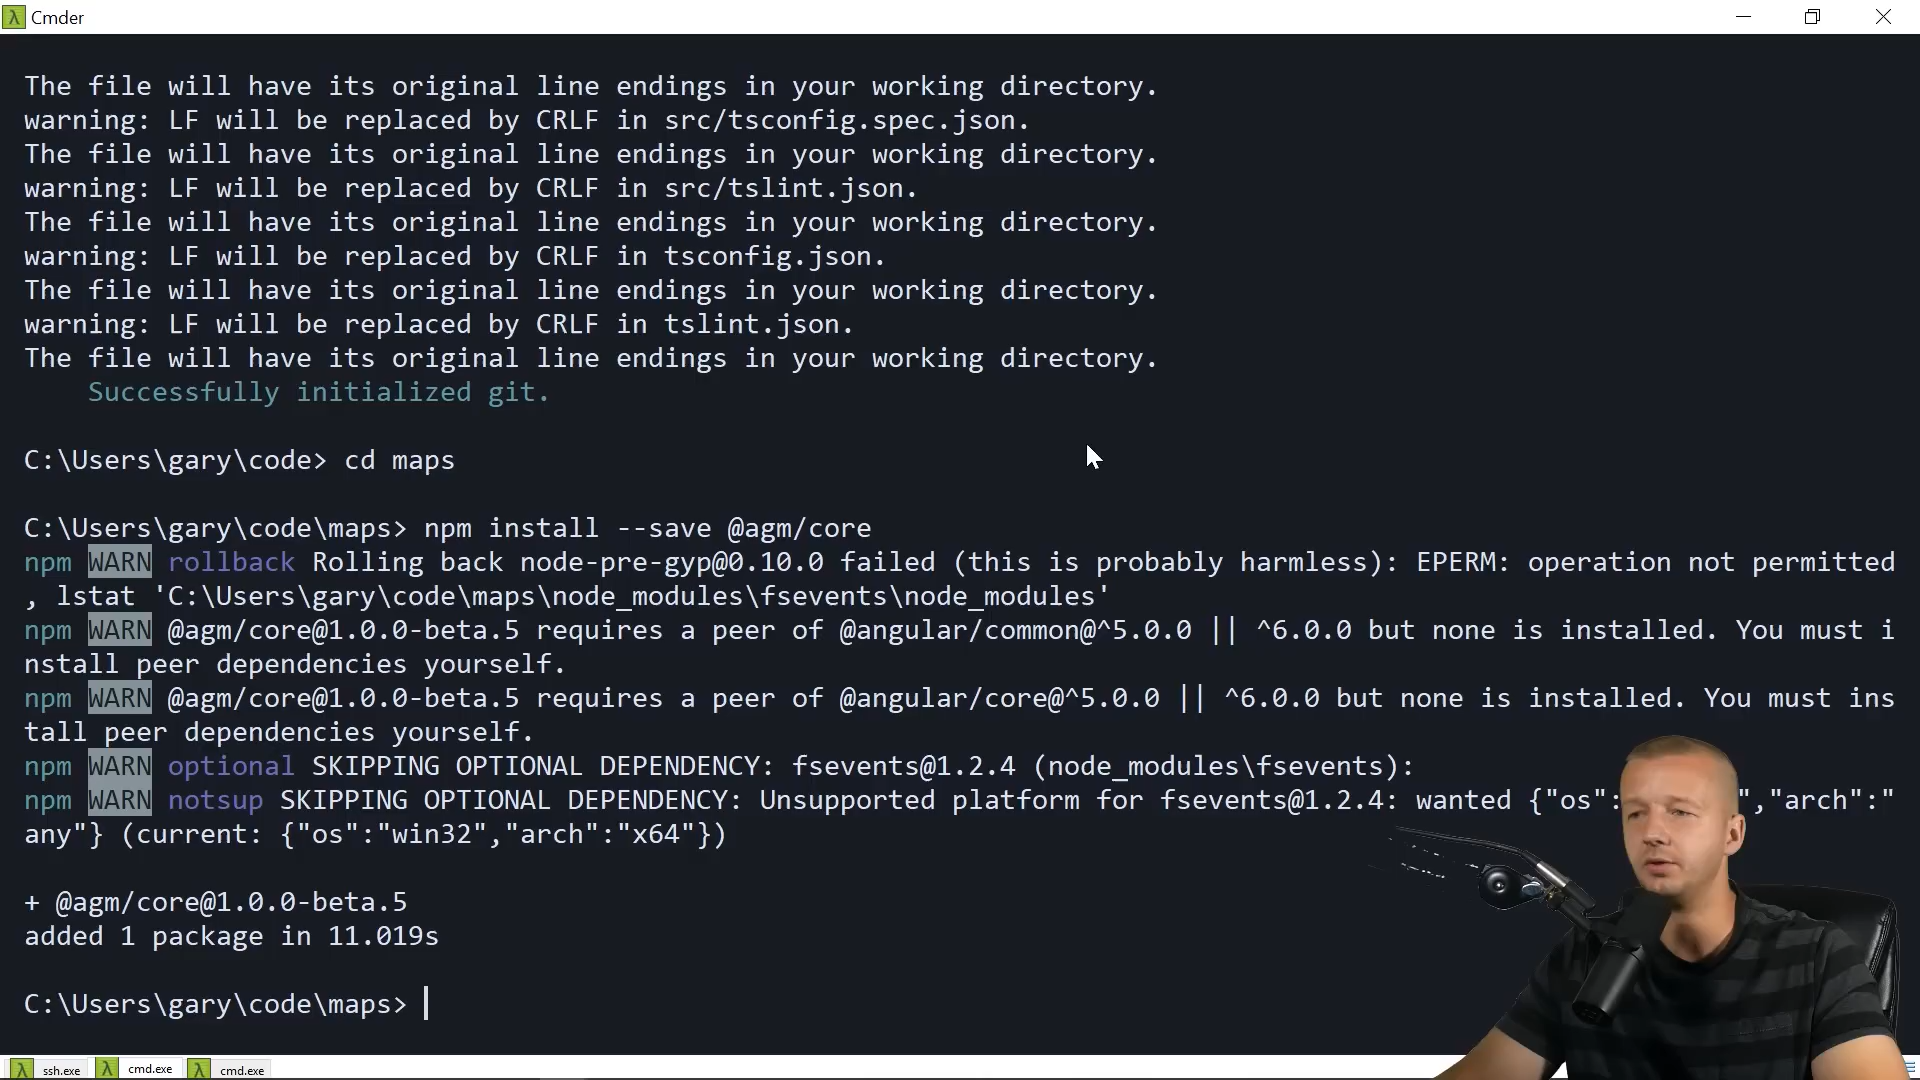 Cmder
The file will have its original line endings in your working directory.
warning: LF will be replaced by CRLF in src/tsconfig.spec.json.
The file will have its original line endings in your working directory.
warning: LF will be replaced by CRLF in src/tslint.json.
The file will have its original line endings in your working directory.
warning: LF will be replaced by CRLF in tsconfig.json.
The file will have its original line endings in your working directory.
warning: LF will be replaced by CRLF in tslint.json.
The file will have its original line endings in your working directory.
Successfully initialized git.
C:\Users\gary\code> cd maps
C:\Users\gary\code\maps> npm install --save @agm/core
npm WARN rollback Rolling back node-pre-gyp@0.10.0 failed (this is probably harmless): EPERM: operation not permitted
, lstat 'C:\Users\gary\code\maps\node_modules\fsevents\node_modules'
npm WARN @agm/core@1.0.0-beta.5 requires a peer of @angular/common@^5.0.0 || ^6.0.0 but none is installed. You must i
nstall peer dependencies yourself.
npm WARN @agm/core@1.0.0-beta.5 requires a peer of @angular/core@^5.0.0 || ^6.0.0 but none is installed. You must ins
tall peer dependencies yourself.
npm WARN optional SKIPPING OPTIONAL DEPENDENCY: fsevents@1.2.4 (node_modules\fsevents):
npm WARN notsup SKIPPING OPTIONAL DEPENDENCY: Unsupported platform for fsevents@1.2.4: wanted {"os": ","arch":"
any"} (current: {"os":"win32","arch":"x64"})
+ @agm/core@1.0.0-beta.5
added 1 package in 11.019s
C:\Users\gary\code\maps>
ssh.exe cmd.exe cmd.exe